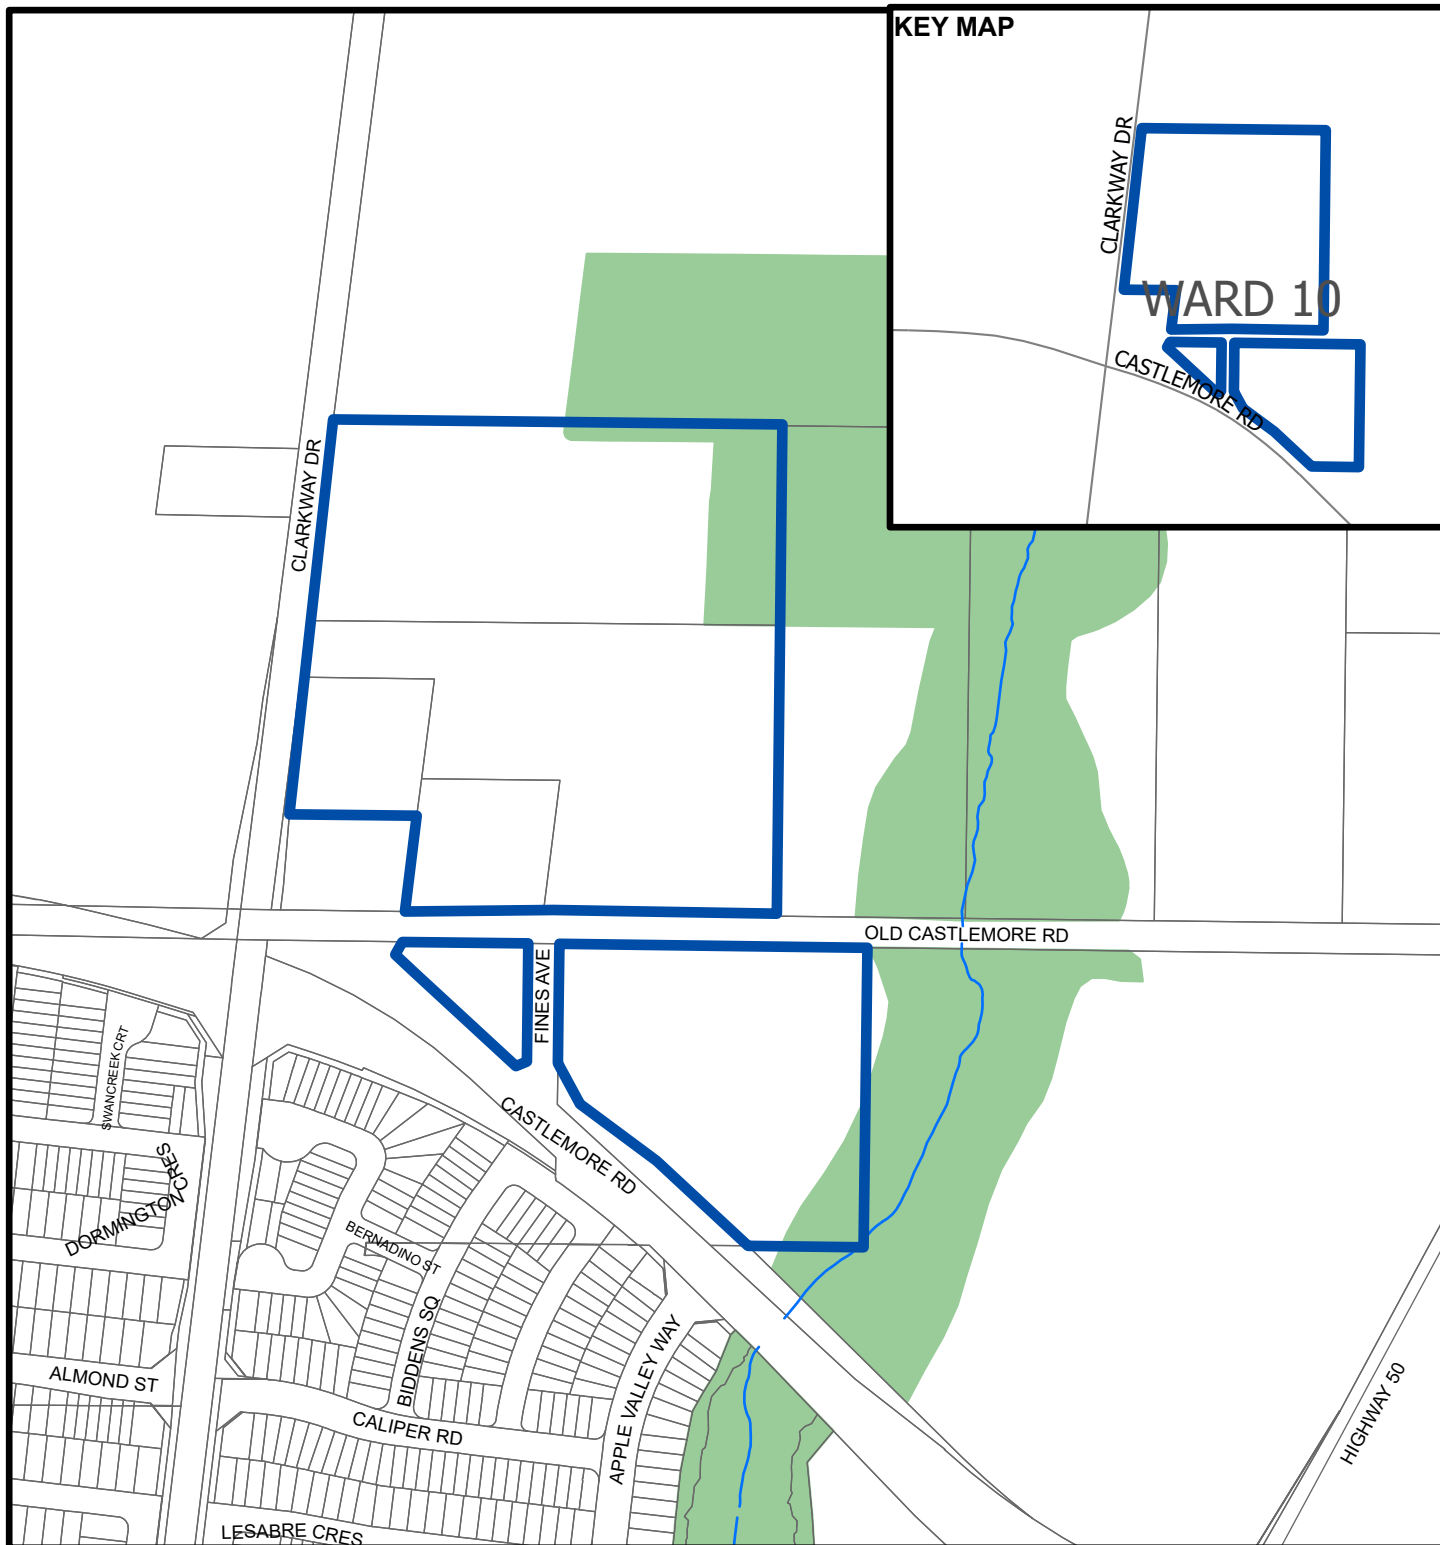 KEY MAP
CLARKWAY DR
WARD 10
CASTLEMORE RD
CLARKWAY DR
OLD CASTLEMORE RD
FINES AVE
SWANCREEK CRT
CASTLEMORE RD
DORMINGTON CRES
BERNADINO ST
BIDDENS SQ
APPLE VALLEY WAY
ALMOND ST
CALIPER RD
HIGHWAY 50
LESABRE CRES